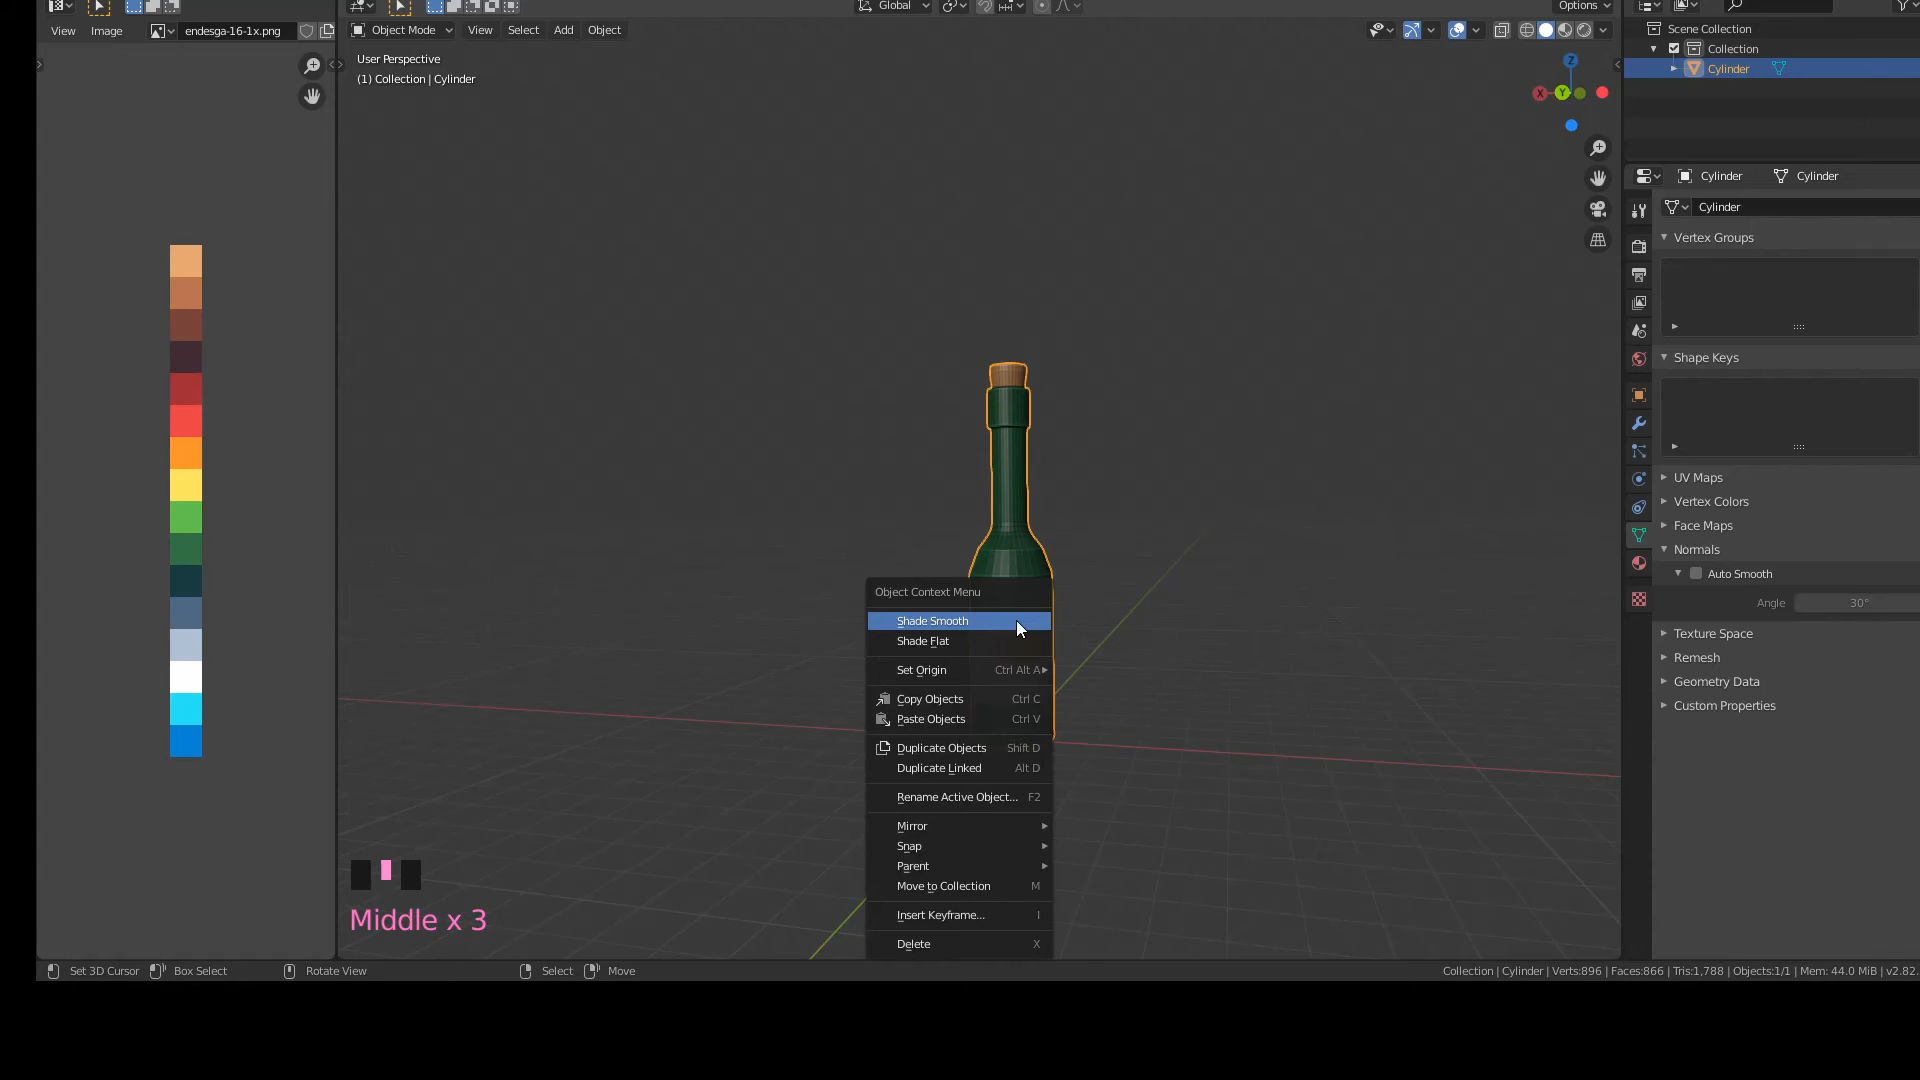 Global
Options
View Image endesga-16-1x.png
Object Mode View Select Add Object
User Perspective
(1) Collection | Cylinder
Z
X
Y
Scene Collection
Collection
Cylinder
Cylinder Cylinder
Cylinder
Vertex Groups
Shape Keys
UV Maps
Vertex Colors
Face Maps
Normals
Auto Smooth
Angle 30°
Texture Space
Remesh
Geometry Data
Custom Properties
Object Context Menu
Shade Smooth
Shade Flat
Set Origin Ctrl Alt A
Copy Objects Ctrl C
Paste Objects Ctrl V
Duplicate Objects Shift D
Duplicate Linked Alt D
Rename Active Object... F2
Mirror
Snap
Parent
Move to Collection M
Insert Keyframe... I
Delete X
Middle x 3
Set 3D Cursor Box Select Rotate View Select Move
Collection | Cylinder | Verts:896 | Faces:866 | Tris:1,788 | Objects:1/1 | Mem: 44.0 MiB | v2.82.